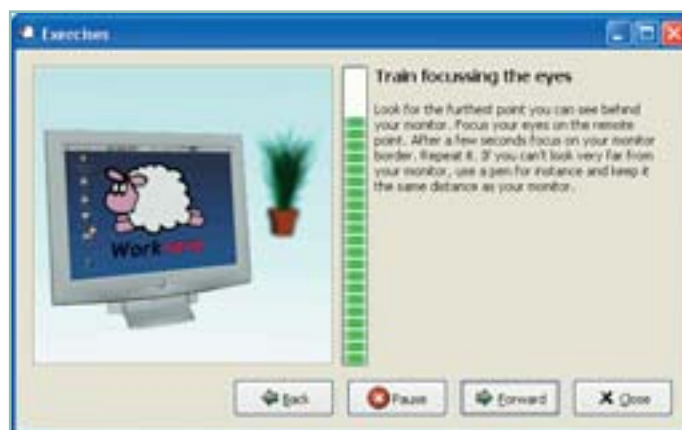 Exercises
Train focussing the eyes
Look for the furthest point you can see behind
your monitor. Focus your eyes on the remote
point. After a few seconds focus on your monitor
border. Repeat it. If you can't look very far from
your monitor, use a pen for instance and keep it
the same distance as your monitor.
Work
Back
Pause
Forward
Close